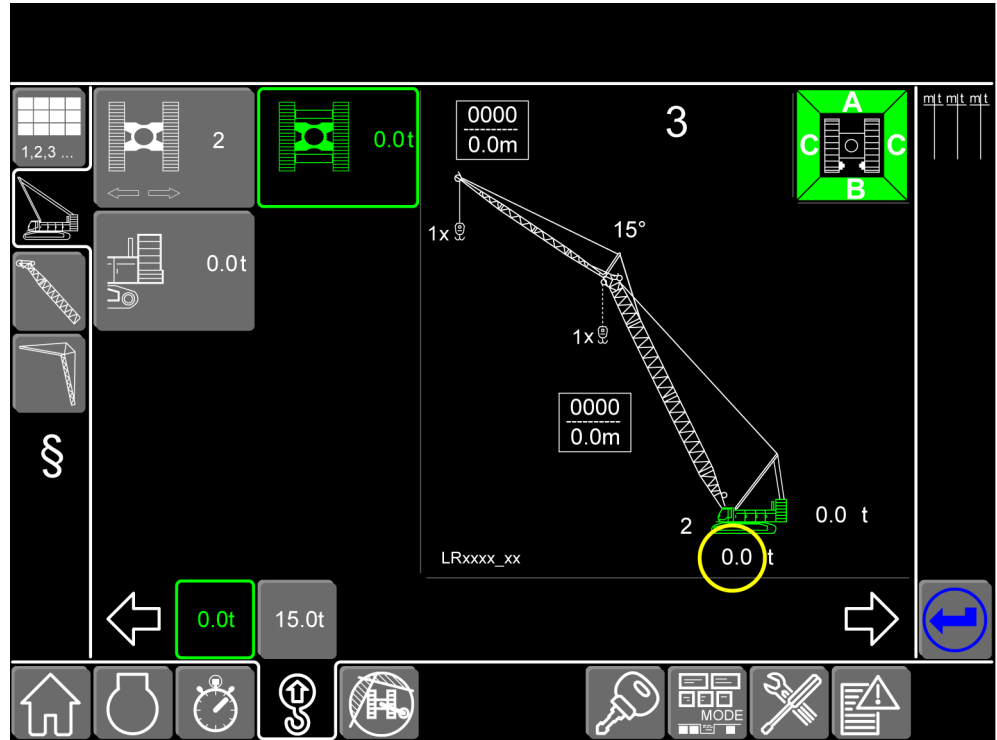 1,2,3 ...
2
0.0t
0.0t
§
0000
0.0m
3
A
C
C
B
m t m t m t
1x
15°
1x
0000
0.0m
2
0.0 t
LRxxxx_xx
0.0 t
0.0t
15.0t
MODE